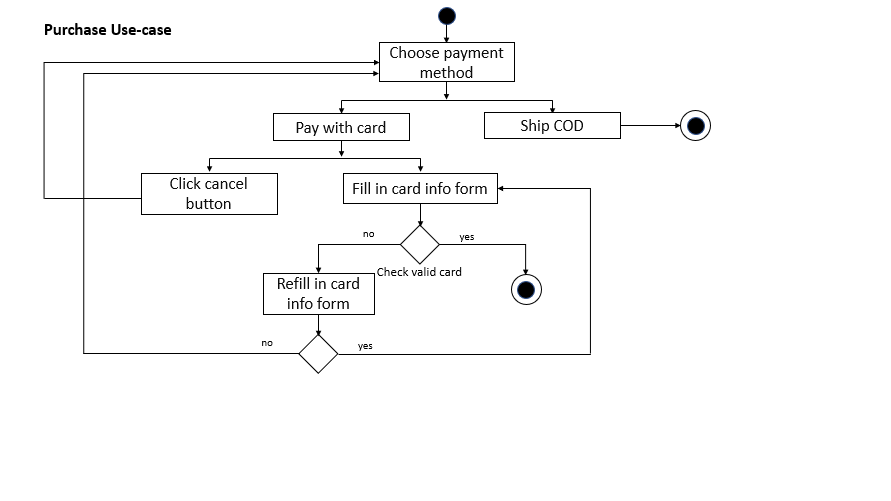 Purchase Use-case
Choose payment
method
Pay with card
Ship COD
Click cancel
button
Fill in card info form
no
yes
Check valid card
Refill in card
info form
no
yes